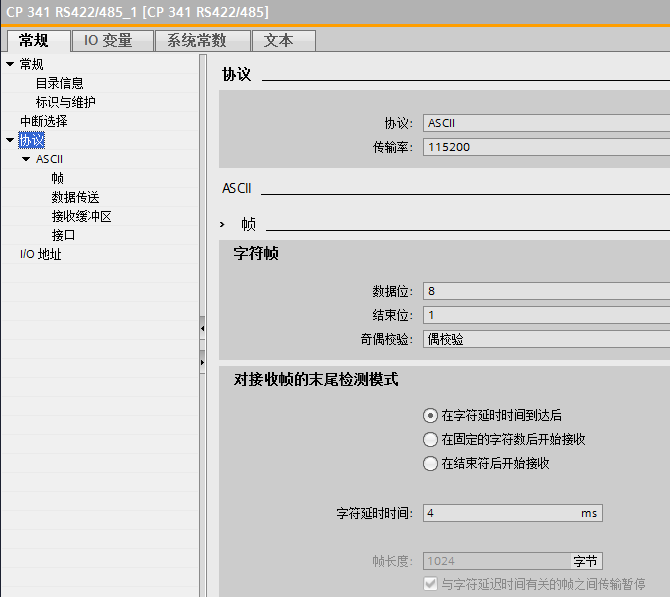 CP 341 RS422/485_1 [CP 341 RS422/485]
常规 IO 变量 系统常数 文本
常规
目录信息
标识与维护
中断选择
协议
ASCII
帧
数据传送
接收缓冲区
接口
I/O 地址
协议
协议: ASCII
传输率: 115200
ASCII
帧
字符帧
数据位: 8
结束位: 1
奇偶校验: 偶校验
对接收帧的末尾检测模式
在字符延时时间到达后
在固定的字符数后开始接收
在结束符后开始接收
字符延时时间: 4 ms
帧长度: 1024 字节
与字符延迟时间有关的帧之间传输暂停